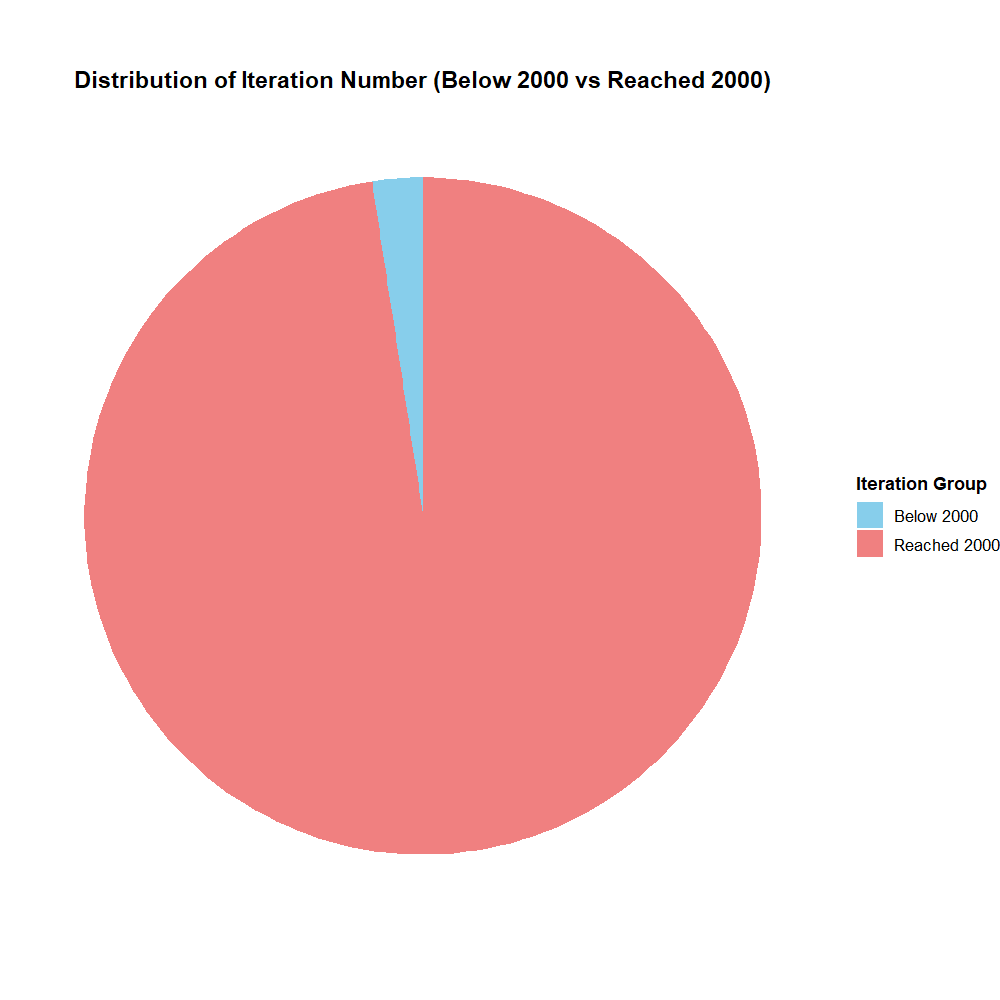 Distribution of Iteration Number (Below 2000 vs Reached 2000)
Iteration Group
Below 2000
Reached 2000